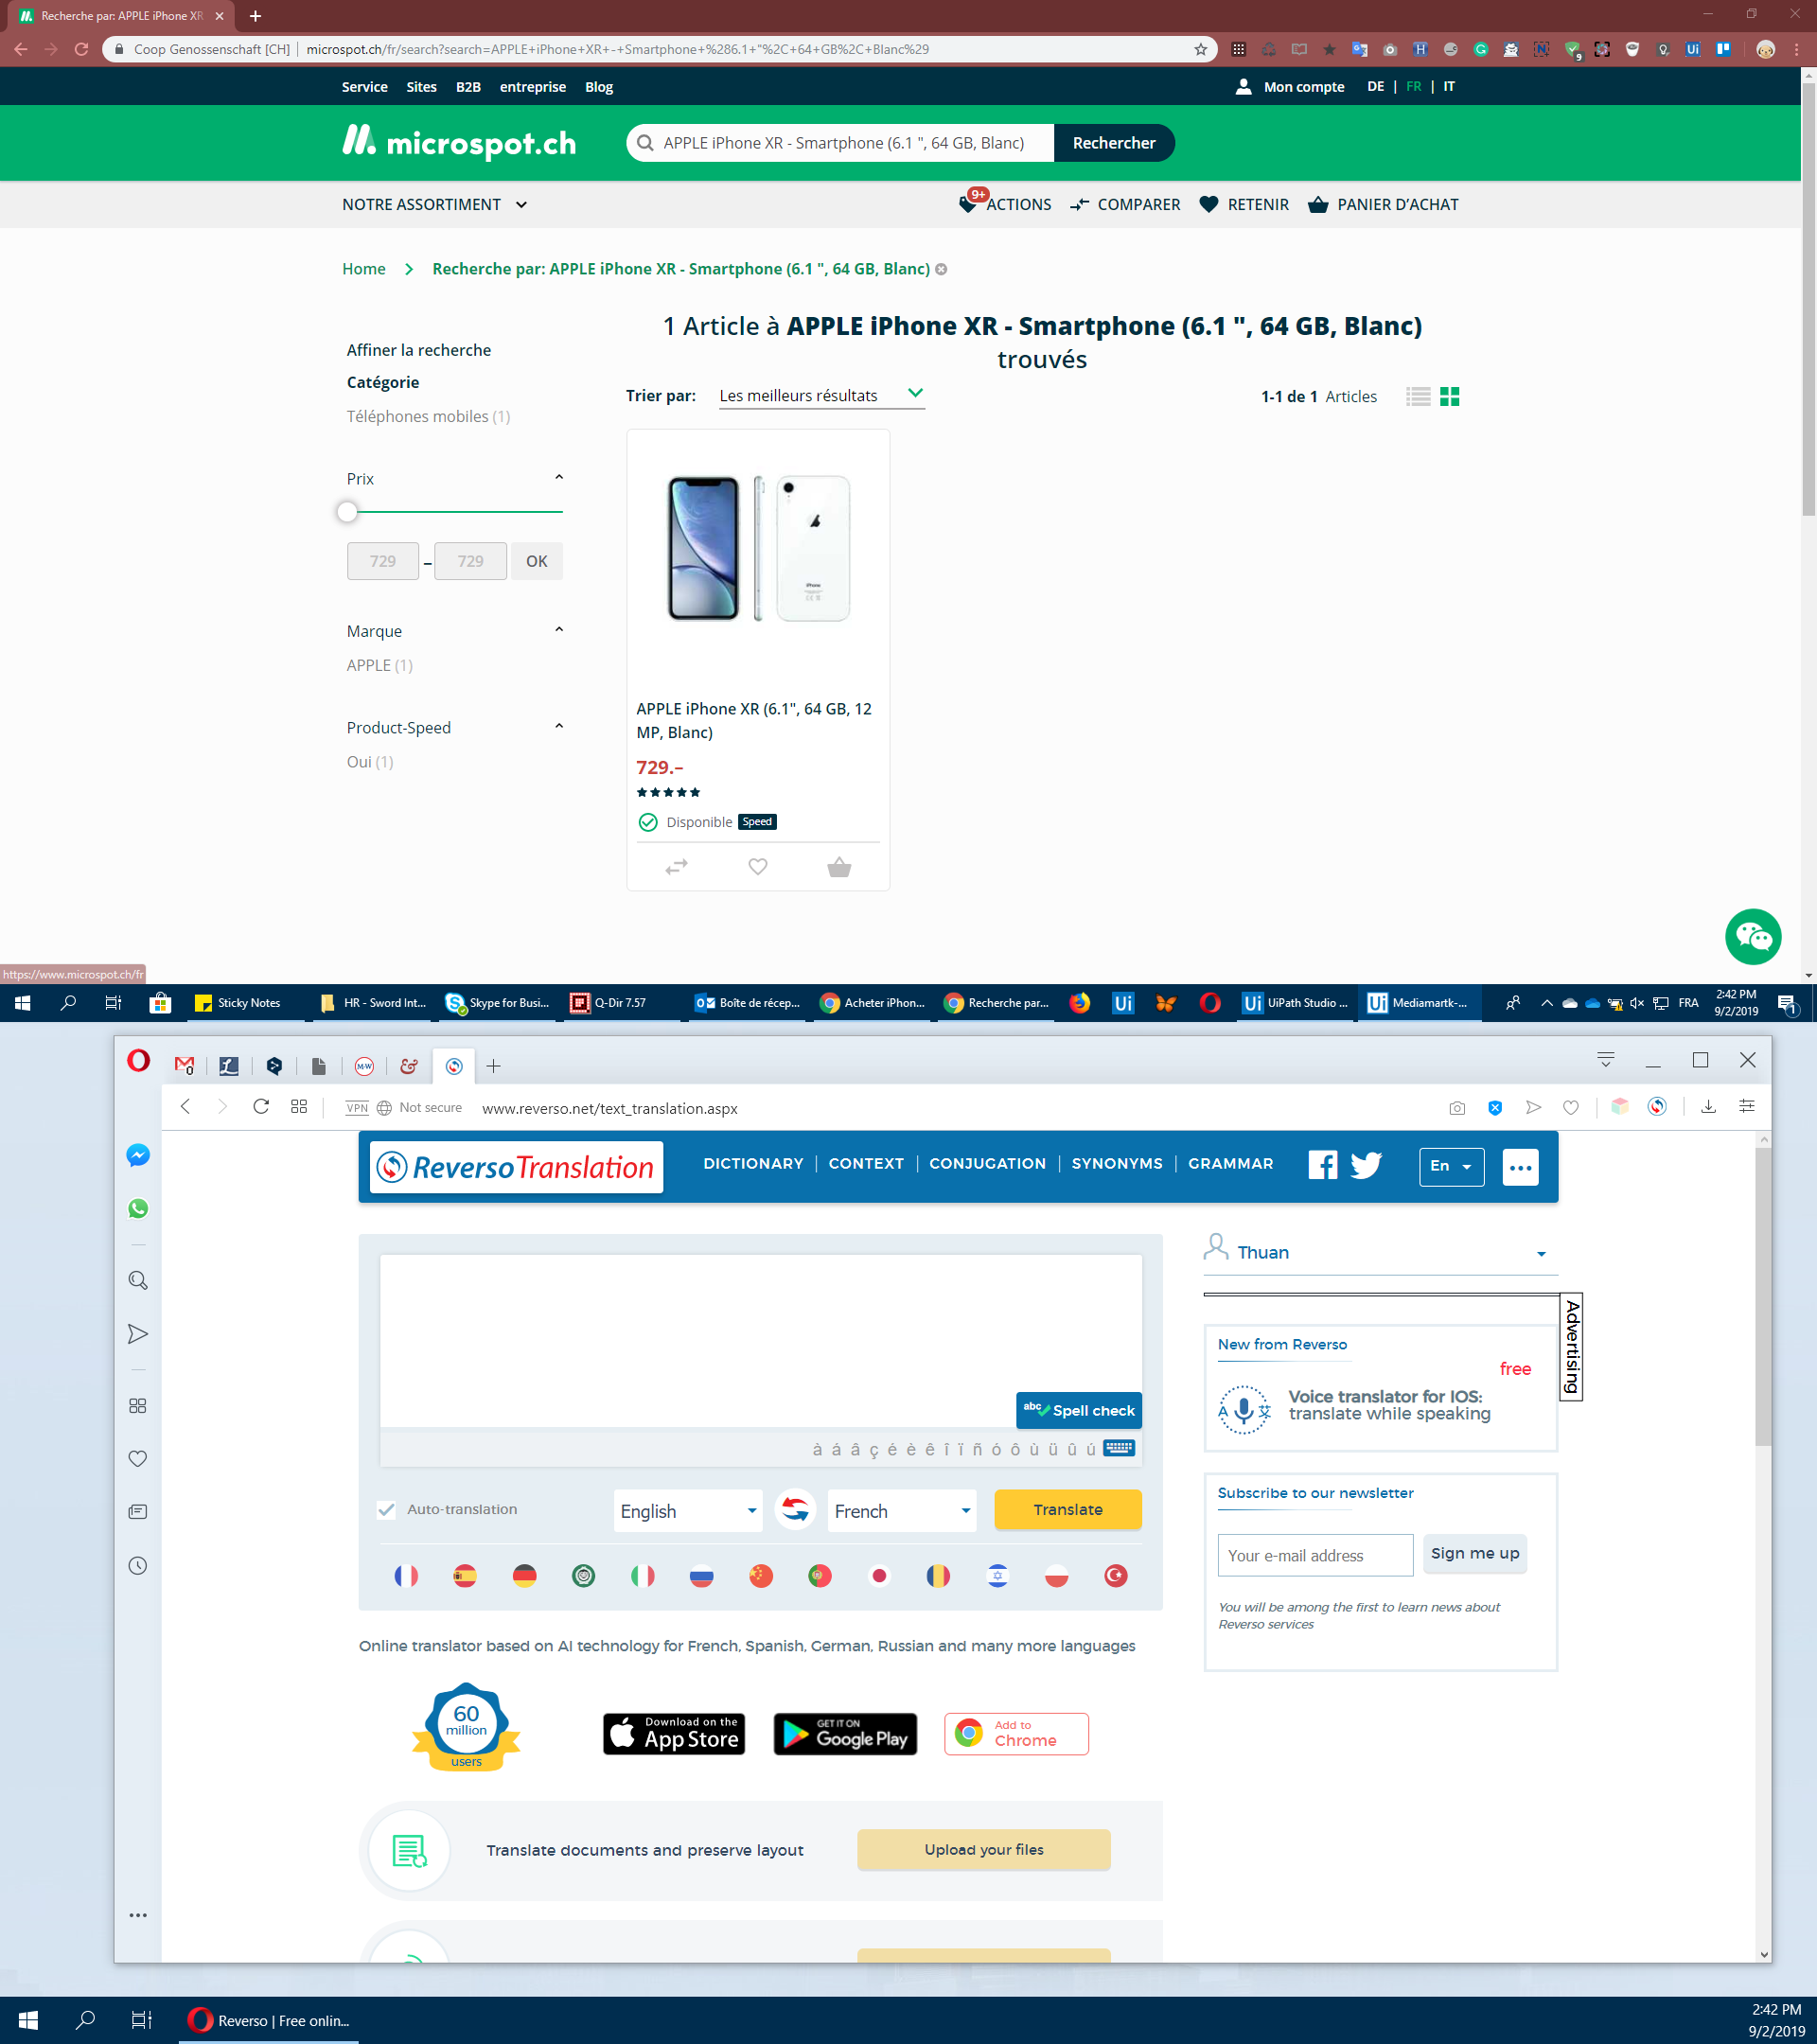 Recherche par: APPLE iPhone XR
Coop Genossenschaft [CH] | microspot.ch/fr/search?search=APPLE+iPhone+XR+-+Smartphone+%286.1+"%2C+64+GB%2C+Blanc%29
9
Service Sites B2B entreprise Blog
Mon compte DE | FR | IT
microspot.ch
APPLE iPhone XR - Smartphone (6.1 ", 64 GB, Blanc)
Rechercher
NOTRE ASSORTIMENT
9+
ACTIONS COMPARER RETENIR PANIER D’ACHAT
Home Recherche par: APPLE iPhone XR - Smartphone (6.1 ", 64 GB, Blanc)
1 Article à APPLE iPhone XR - Smartphone (6.1 ", 64 GB, Blanc)
trouvés
Affiner la recherche
Catégorie
Téléphones mobiles (1)
Trier par: Les meilleurs résultats
1-1 de 1 Articles
Prix
729 – 729 OK
Marque
APPLE (1)
Product-Speed
Oui (1)
iPhone
APPLE iPhone XR (6.1", 64 GB, 12
MP, Blanc)
729.–
Disponible Speed
https://www.microspot.ch/fr
Sticky Notes
HR - Sword Int...
Skype for Busi...
Q-Dir 7.57
Boîte de récep...
Acheter iPhon...
Recherche par...
Ui
UiPath Studio ...
Ui
Mediamartk-...
FRA
2:42 PM
9/2/2019
1
0
M-W
VPN Not secure www.reverso.net/text_translation.aspx
Reverso Translation
DICTIONARY | CONTEXT | CONJUGATION | SYNONYMS | GRAMMAR
En
Thuan
Advertising
abc Spell check
à á â ç é è ê î ï ñ ó ô ù ü û ú
Auto-translation
English
French
Translate
New from Reverso
free
Voice translator for IOS:
translate while speaking
Subscribe to our newsletter
Your e-mail address
Sign me up
You will be among the first to learn news about
Reverso services
Online translator based on AI technology for French, Spanish, German, Russian and many more languages
60
million
users
Download on the
App Store
GET IT ON
Google Play
Add to
Chrome
Translate documents and preserve layout
Upload your files
Reverso | Free onlin...
2:42 PM
9/2/2019